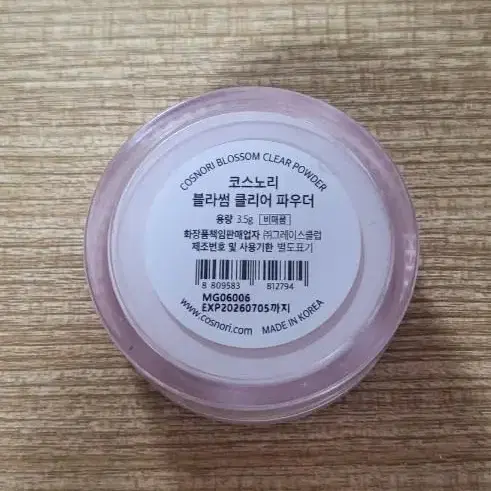 COSNORI BLOSSOM CLEAR POWDER
코스노리
블라썸 클리어 파우더
용량 3.5g 비매품
화장품책임판매업자 ㈜그레이스클럽
제조번호 및 사용기한 별도표기
8 809583 812794
MG06006
EXP20260705까지
www.cosnori.com MADE IN KOREA